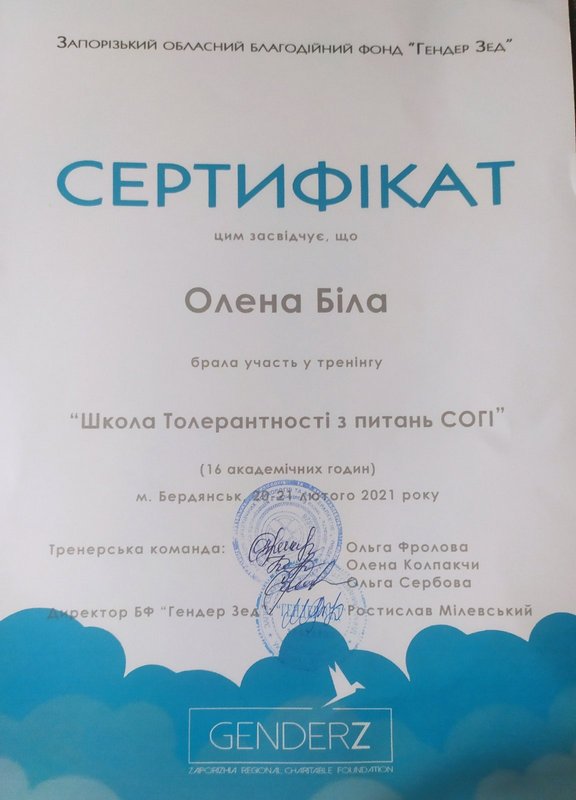 ЗАПОРІЗЬКИЙ ОБЛАСНИЙ БЛАГОДІЙНИЙ ФОНД "ГЕНДЕР ЗЕД"
СЕРТИФІКАТ
цим засвідчує, що
Олена Біла
брала участь у тренінгу
“Школа Толерантності з питань СОГІ”
(16 академічних годин)
м. Бердянськ, 20-21 лютого 2021 року
Тренерська команда: Ольга Фролова
Олена Колпакчи
Ольга Сербова
Директор БФ “Гендер Зед” Ростислав Мілевський
GENDERZ
ZAPORIZHIA REGIONAL CHARITABLE FOUNDATION